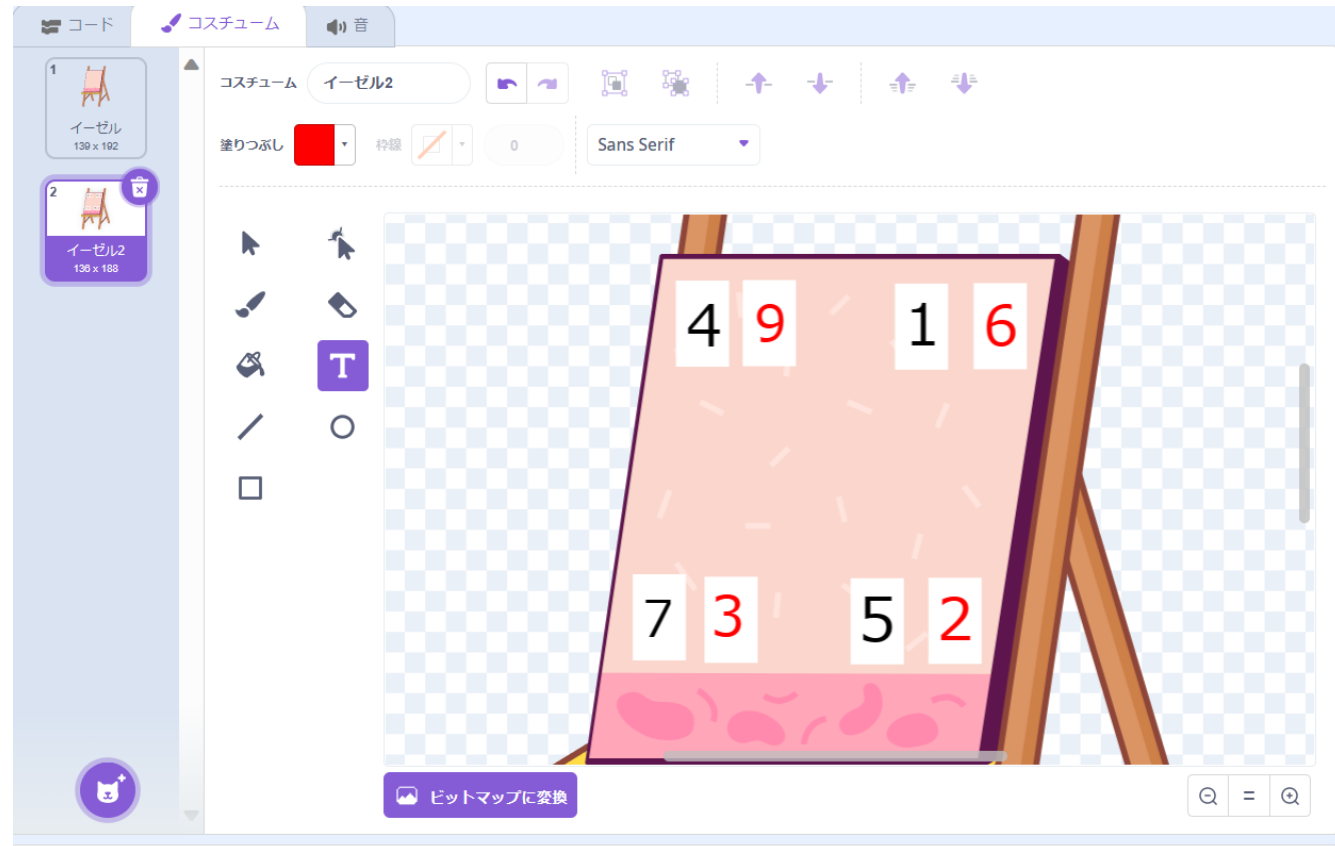 コード コスチューム 音
1
イーゼル
139 x 192
2
イーゼル2
136 x 188
コスチューム イーゼル2
塗りつぶし 枠線 0 Sans Serif
T
4 9 1 6
7 3 5 2
ビットマップに変換